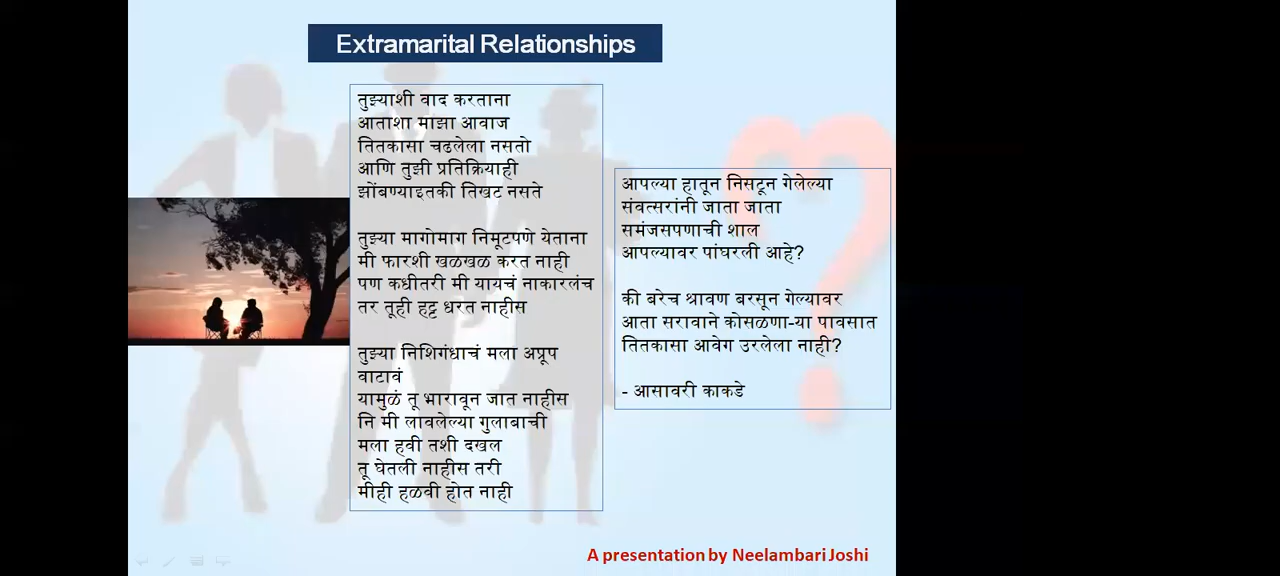 Extramarital Relationships
तुझ्याशी वाद करताना
आताशा माझा आवाज
तितकासा चढलेला नसतो
आणि तुझी प्रतिक्रियाही
झोंबण्याइतकी तिखट नसते
तुझ्या मागोमाग निमूटपणे येताना
मी फारशी खळखळ करत नाही
पण कधीतरी मी यायचं नाकारलंच
तर तूही हट्ट धरत नाहीस
तुझ्या निशिगंधाचं मला अप्रूप
वाटावं
यामुळं तू भारावून जात नाहीस
नि मी लावलेल्या गुलाबाची
मला हवी तशी दखल
तू घेतली नाहीस तरी
मीही हळवी होत नाही
आपल्या हातून निसटून गेलेल्या
संवत्सरांनी जाता जाता
समंजसपणाची शाल
आपल्यावर पांघरली आहे?
की बरेच श्रावण बरसून गेल्यावर
आता सरावाने कोसळणा-या पावसात
तितकासा आवेग उरलेला नाही?
- आसावरी काकडे
A presentation by Neelambari Joshi